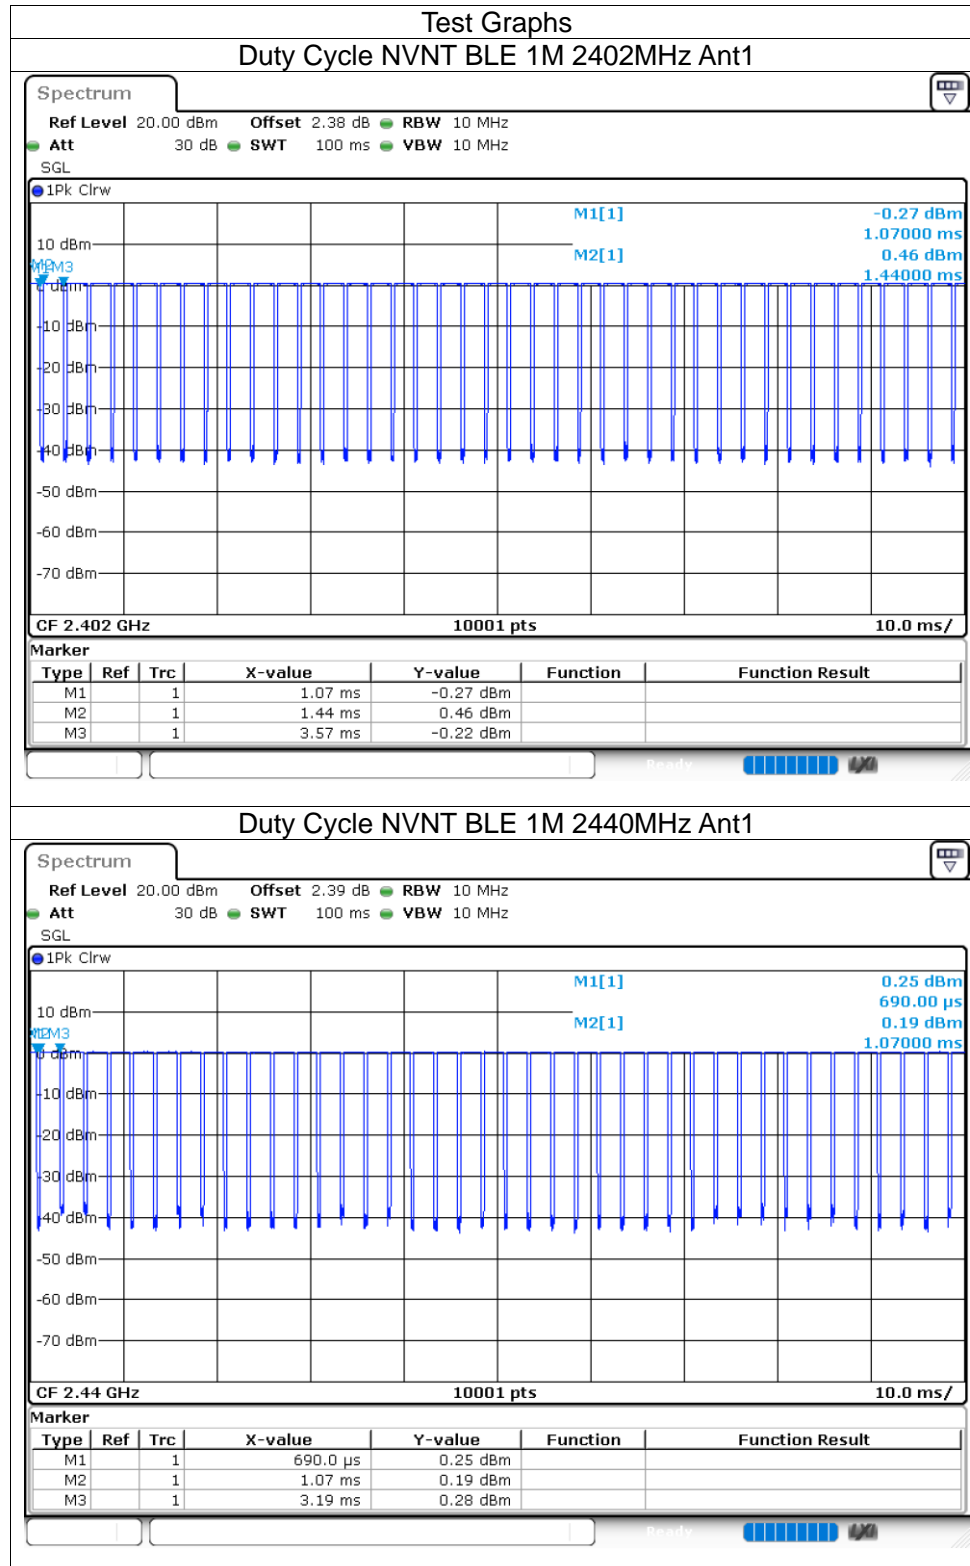 Test Graphs
Duty Cycle NVNT BLE 1M 2402MHz Ant1
Spectrum
Ref Level 20.00 dBm Offset 2.38 dB RBW 10 MHz
Att 30 dB SWT 100 ms VBW 10 MHz
SGL
1Pk Clrw
M1[1] -0.27 dBm
1.07000 ms
10 dBm
M2[1] 0.46 dBm
M2 M3
1.44000 ms
0 dBm
-10 dBm
-20 dBm
-30 dBm
-40 dBm
-50 dBm
-60 dBm
-70 dBm
CF 2.402 GHz 10001 pts 10.0 ms/
Marker
Type Ref Trc X-value Y-value Function Function Result
M1 1 1.07 ms -0.27 dBm
M2 1 1.44 ms 0.46 dBm
M3 1 3.57 ms -0.22 dBm
Ready LXI
Duty Cycle NVNT BLE 1M 2440MHz Ant1
Spectrum
Ref Level 20.00 dBm Offset 2.39 dB RBW 10 MHz
Att 30 dB SWT 100 ms VBW 10 MHz
SGL
1Pk Clrw
M1[1] 0.25 dBm
690.00 µs
10 dBm
M2[1] 0.19 dBm
M2 M3
1.07000 ms
0 dBm
-10 dBm
-20 dBm
-30 dBm
-40 dBm
-50 dBm
-60 dBm
-70 dBm
CF 2.44 GHz 10001 pts 10.0 ms/
Marker
Type Ref Trc X-value Y-value Function Function Result
M1 1 690.0 µs 0.25 dBm
M2 1 1.07 ms 0.19 dBm
M3 1 3.19 ms 0.28 dBm
Ready LXI